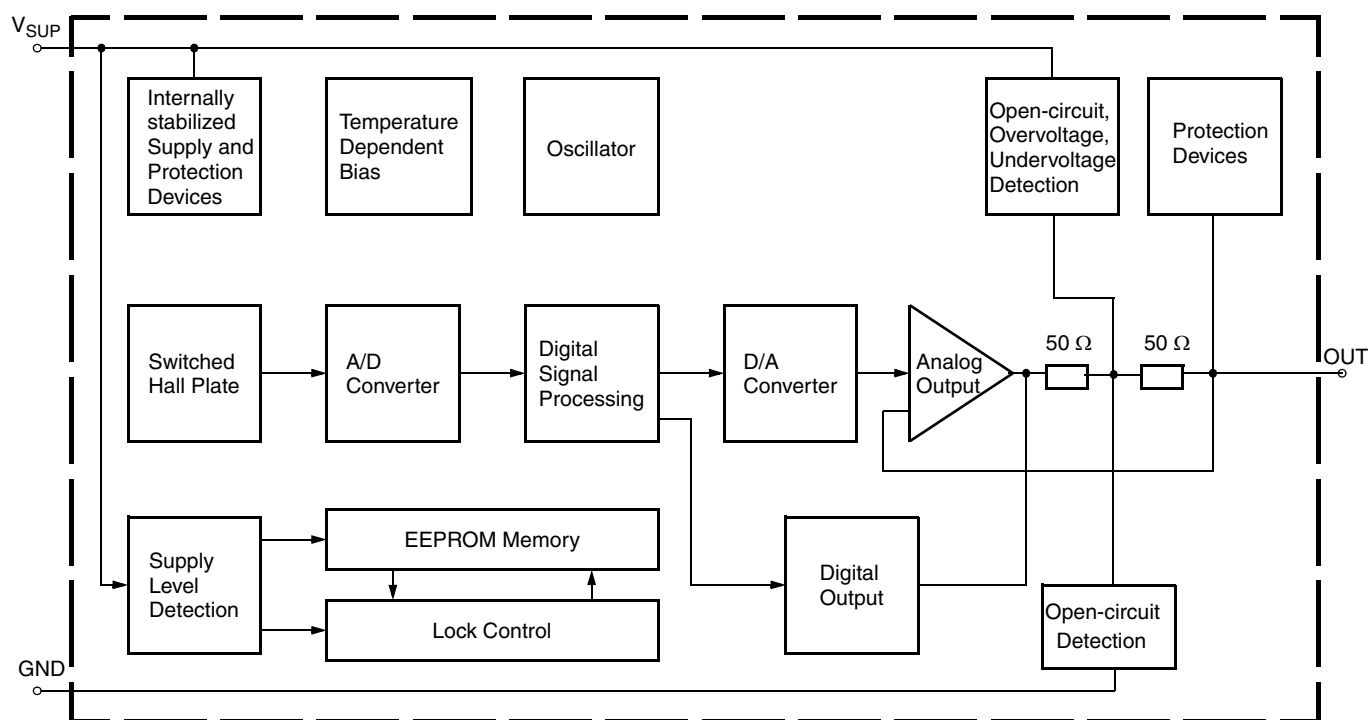 VSUP
Internally
stabilized
Supply and
Protection
Devices
Temperature
Dependent
Bias
Oscillator
Open-circuit,
Overvoltage,
Undervoltage
Detection
Protection
Devices
Switched
Hall Plate
A/D
Converter
Digital
Signal
Processing
D/A
Converter
Analog
Output
50 Ω
50 Ω
OUT
Supply
Level
Detection
EEPROM Memory
Lock Control
Digital
Output
Open-circuit
Detection
GND